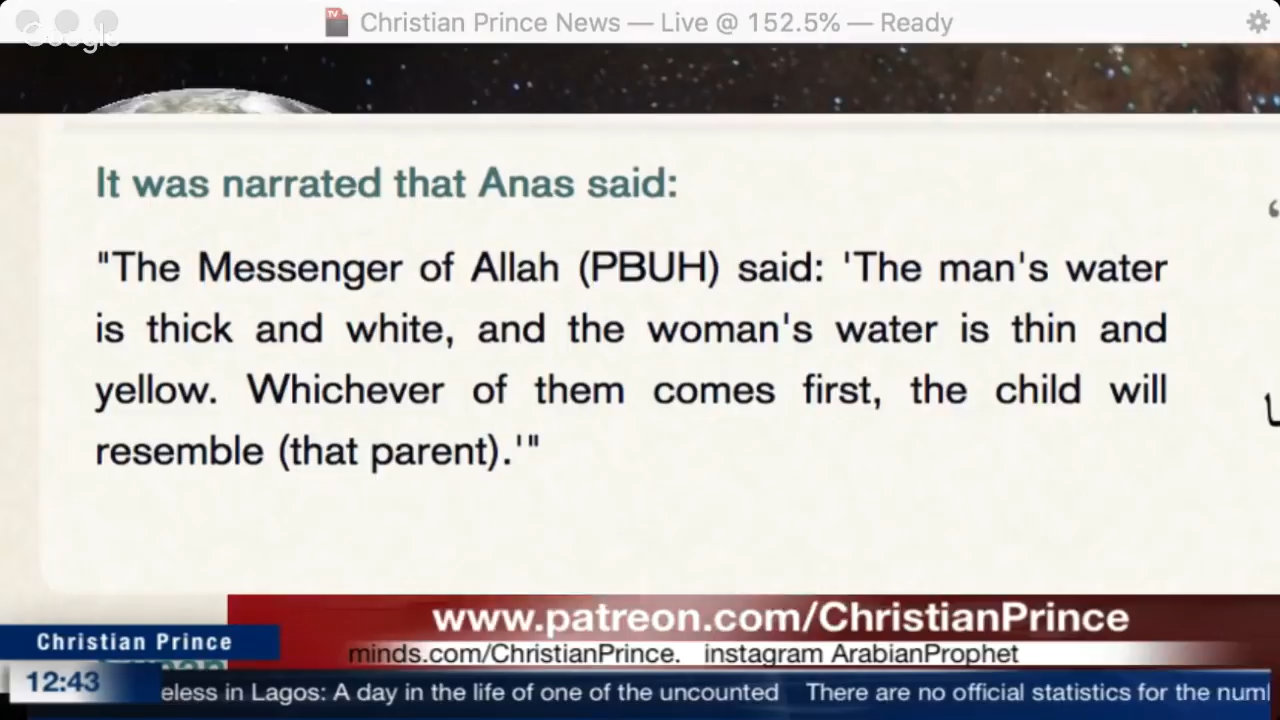 Christian Prince News — Live @ 152.5% — Ready
Google
TV
It was narrated that Anas said:
"The Messenger of Allah (PBUH) said: 'The man's water
is thick and white, and the woman's water is thin and
yellow. Whichever of them comes first, the child will
resemble (that parent).'"
www.patreon.com/ChristianPrince
Christian Prince
minds.com/ChristianPrince. instagram ArabianProphet
12:43
eless in Lagos: A day in the life of one of the uncounted There are no official statistics for the num